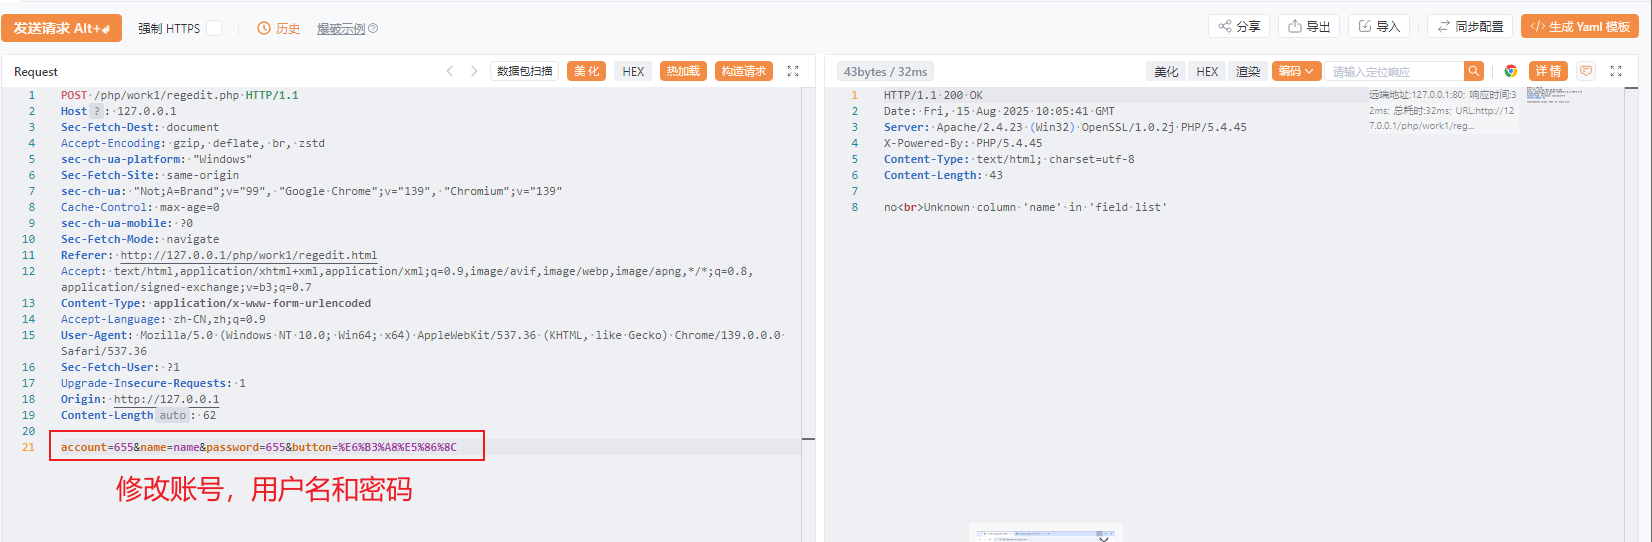 发送请求 Alt+
强制 HTTPS
历史
爆破示例
分享
导出
导入
同步配置
</> 生成 Yaml 模板
Request
数据包扫描
美化
HEX
热加载
构造请求
1 POST /php/work1/regedit.php HTTP/1.1
2 Host ? : 127.0.0.1
3 Sec-Fetch-Dest: document
4 Accept-Encoding: gzip, deflate, br, zstd
5 sec-ch-ua-platform: "Windows"
6 Sec-Fetch-Site: same-origin
7 sec-ch-ua: "Not;A=Brand";v="99", "Google Chrome";v="139", "Chromium";v="139"
8 Cache-Control: max-age=0
9 sec-ch-ua-mobile: ?0
10 Sec-Fetch-Mode: navigate
11 Referer: http://127.0.0.1/php/work1/regedit.html
12 Accept: text/html,application/xhtml+xml,application/xml;q=0.9,image/avif,image/webp,image/apng,*/*;q=0.8,
application/signed-exchange;v=b3;q=0.7
13 Content-Type: application/x-www-form-urlencoded
14 Accept-Language: zh-CN,zh;q=0.9
15 User-Agent: Mozilla/5.0 (Windows NT 10.0; Win64; x64) AppleWebKit/537.36 (KHTML, like Gecko) Chrome/139.0.0.0
Safari/537.36
16 Sec-Fetch-User: ?1
17 Upgrade-Insecure-Requests: 1
18 Origin: http://127.0.0.1
19 Content-Length auto : 62
20
21 account=655&name=name&password=655&button=%E6%B3%A8%E5%86%8C
修改账号，用户名和密码
43bytes / 32ms
美化
HEX
渲染
编码
请输入定位响应
详情
1 HTTP/1.1 200 OK
2 Date: Fri, 15 Aug 2025 10:05:41 GMT
3 Server: Apache/2.4.23 (Win32) OpenSSL/1.0.2j PHP/5.4.45
4 X-Powered-By: PHP/5.4.45
5 Content-Type: text/html; charset=utf-8
6 Content-Length: 43
7
8 no<br>Unknown column 'name' in 'field list'
远端地址:127.0.0.1:80; 响应时间:3
2ms; 总耗时:32ms; URL:http://12
7.0.0.1/php/work1/reg...